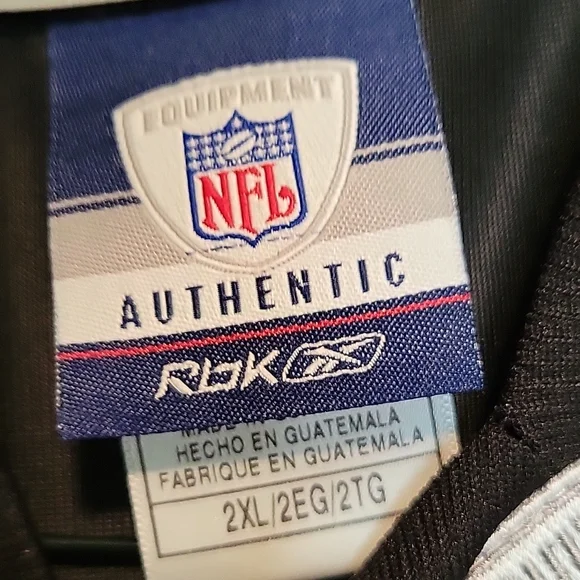 EQUIPMENT
NFL
AUTHENTIC
RbK
HECHO EN GUATEMALA
FABRIQUE EN GUATEMALA
2XL/2EG/2TG